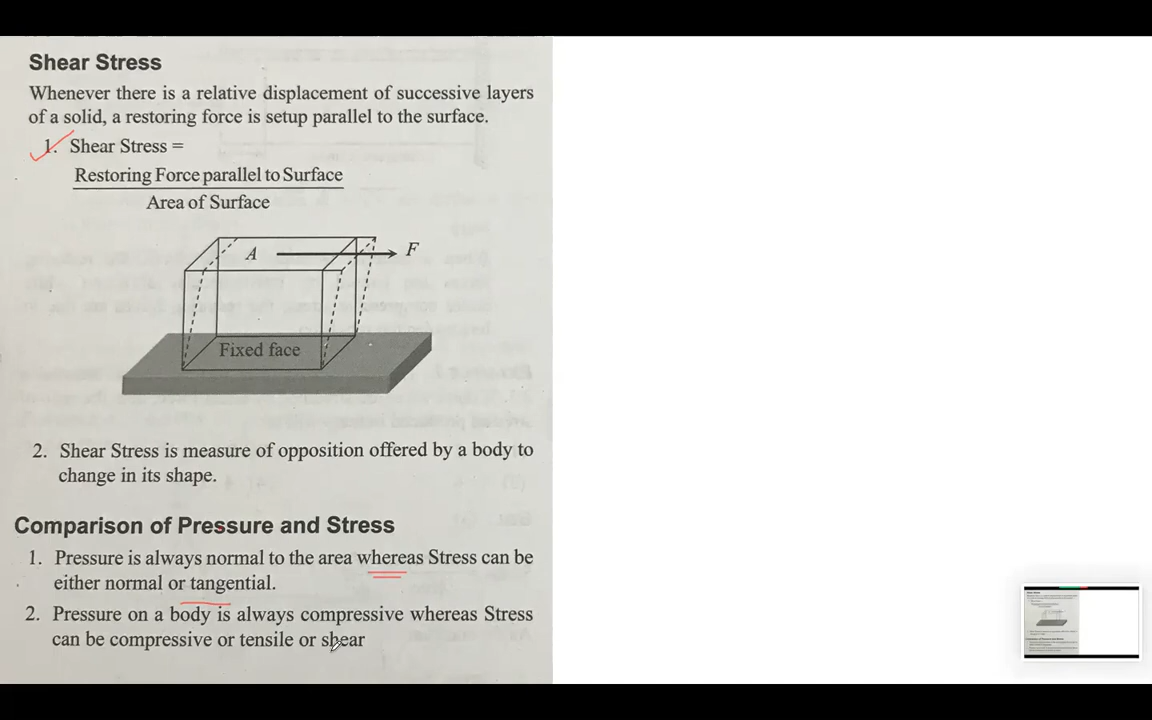 Shear Stress
Whenever there is a relative displacement of successive layers
of a solid, a restoring force is setup parallel to the surface.
1. Shear Stress =
Restoring Force parallel to Surface
Area of Surface
A
F
Fixed face
2. Shear Stress is measure of opposition offered by a body to
change in its shape.
Comparison of Pressure and Stress
1. Pressure is always normal to the area whereas Stress can be
either normal or tangential.
2. Pressure on a body is always compressive whereas Stress
can be compressive or tensile or shear